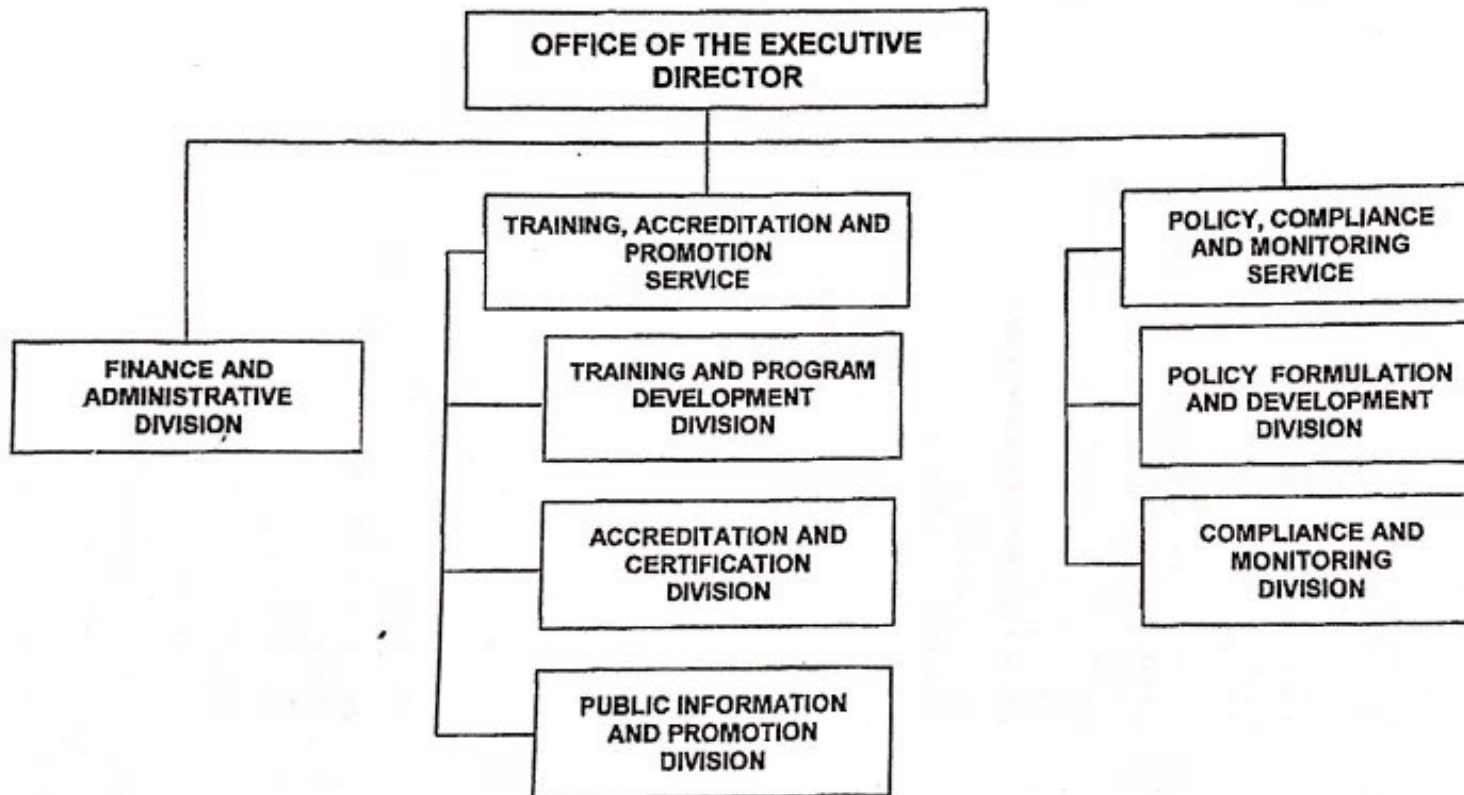 OFFICE OF THE EXECUTIVE
DIRECTOR
TRAINING, ACCREDITATION AND
PROMOTION
SERVICE
POLICY, COMPLIANCE
AND MONITORING
SERVICE
FINANCE AND
ADMINISTRATIVE
DIVISION
TRAINING AND PROGRAM
DEVELOPMENT
DIVISION
POLICY FORMULATION
AND DEVELOPMENT
DIVISION
ACCREDITATION AND
CERTIFICATION
DIVISION
COMPLIANCE AND
MONITORING
DIVISION
PUBLIC INFORMATION
AND PROMOTION
DIVISION